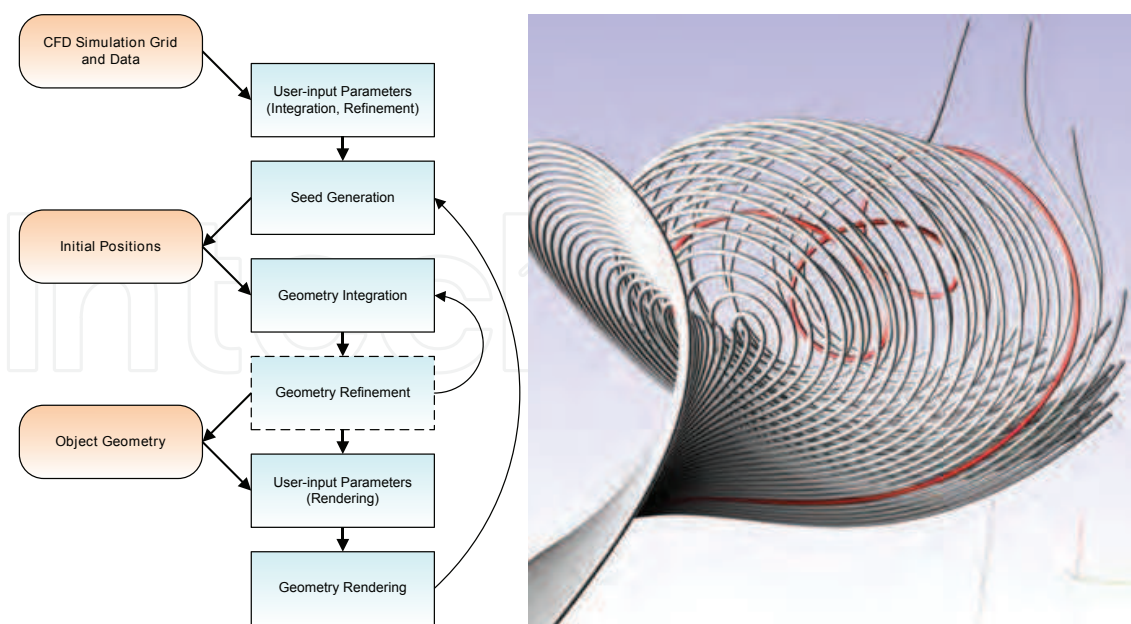 CFD Simulation Grid
and Data
User-input Parameters
(Integration, Refinement)
Seed Generation
Initial Positions
Geometry Integration
Geometry Refinement
Object Geometry
User-input Parameters
(Rendering)
Geometry Rendering